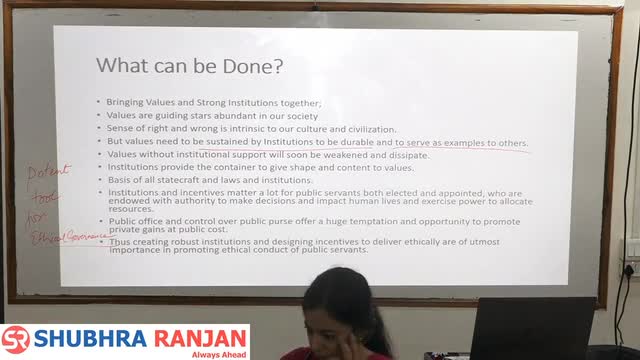 What can be Done?
• Bringing Values and Strong Institutions together;
• Values are guiding stars abundant in our society
• Sense of right and wrong is intrinsic to our culture and civilization.
• But values need to be sustained by Institutions to be durable and to serve as examples to others.
• Values without institutional support will soon be weakened and dissipate.
• Institutions provide the container to give shape and content to values.
• Basis of all statecraft and laws and institutions.
• Institutions and incentives matter a lot for public servants both elected and appointed, who are
endowed with authority to make decisions and impact human lives and exercise power to allocate
resources.
• Public office and control over public purse offer a huge temptation and opportunity to promote
private gains at public cost.
• Thus creating robust institutions and designing incentives to deliver ethically are of utmost
importance in promoting ethical conduct of public servants.
Potent
tool
for
Ethical Governance
SR SHUBHRA RANJAN
Always Ahead